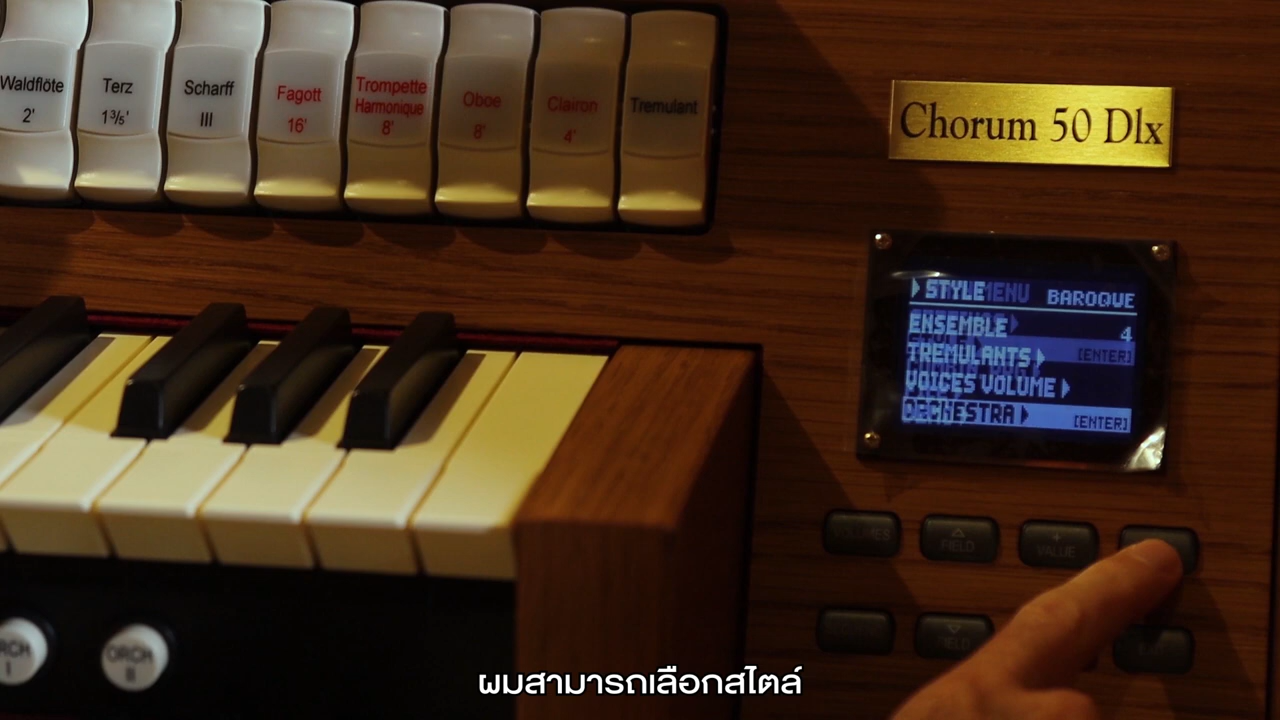 Waldflöte
2'
Terz
1 3/5'
Scharff
III
Fagott
16'
Trompette
Harmonique
8'
Oboe
8'
Clairon
4'
Tremulant
Chorum 50 Dlx
STYLE MENU BAROQUE
ENSEMBLE 4
TREMULANTS [ENTER]
VOICES VOLUME
ORCHESTRA [ENTER]
VOLUMES
FIELD
+
VALUE
FIELD
ORCH
I
ORCH
II
ผมสามารถเลือกสไตล์